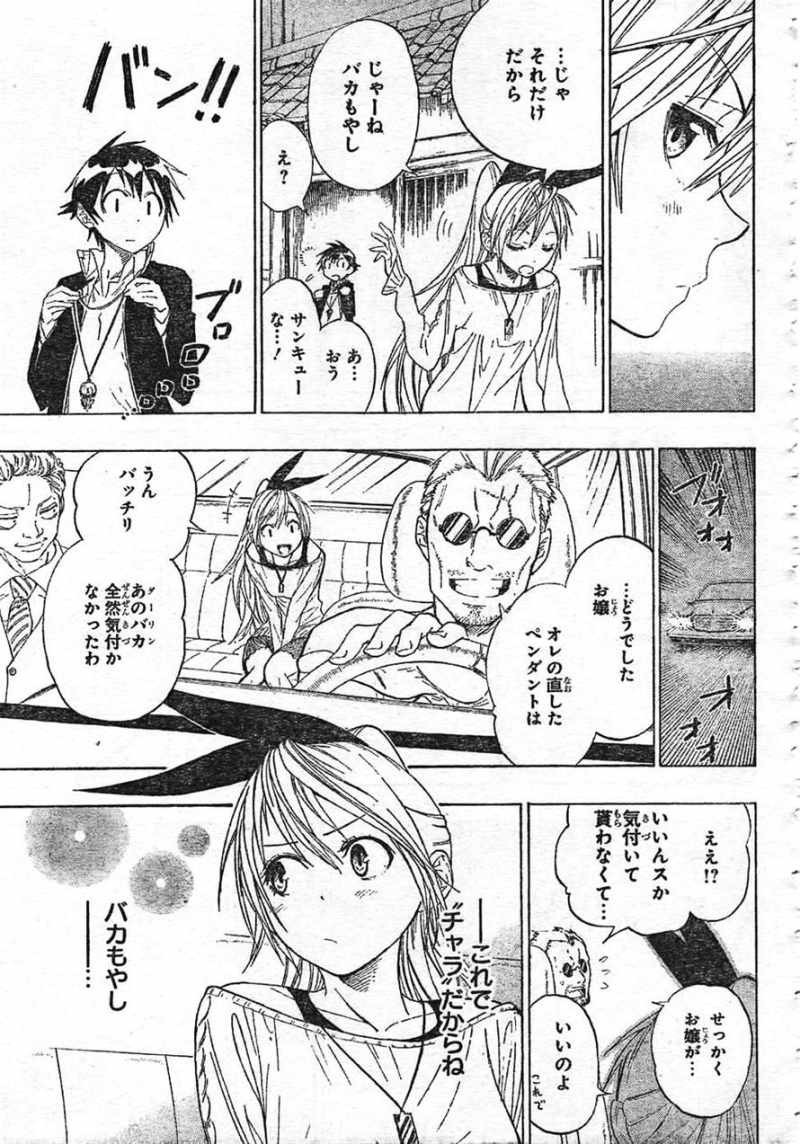 …じゃ
それだけ
だから
じゃーね
バカもやし
え?
あ…
おう
サンキュー
な…!
バン!!
ブロロロ
ブオオ
オオ
…どうでした
お嬢
オレの直した
ペンダントは
うん
バッチリ
あのバカ
全然気付か
なかったわ
ええ!?
いいんスか
気付いて
貰わなくて…
せっかく
お嬢が…
いいのよ
これで
――これで
〝チャラ〟だからね
バカもやし
――…